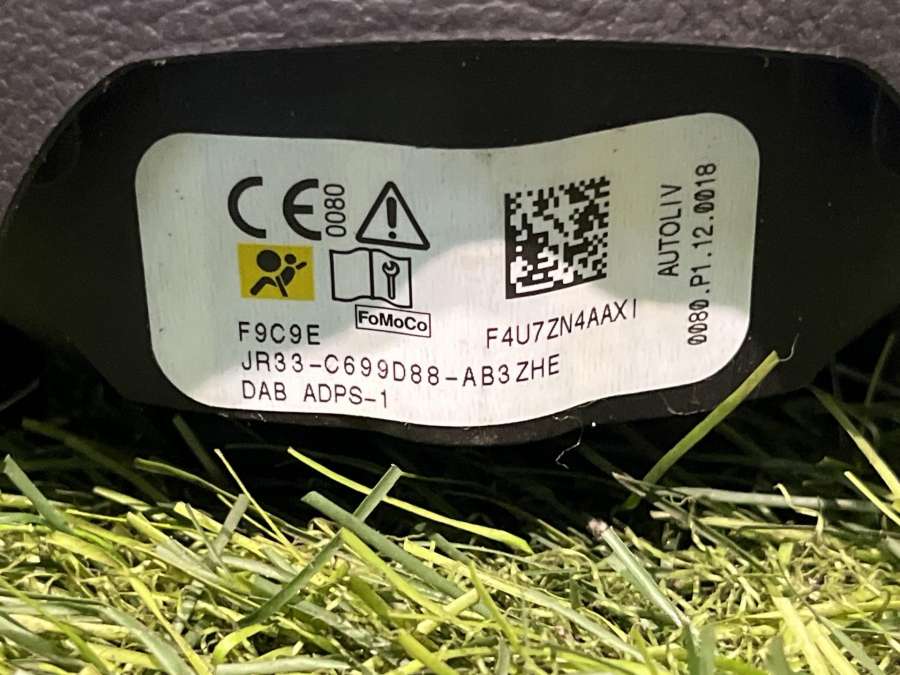 CE 0080
FoMoCo
F9C9E
F4U7ZN4AAXI
JR33-C699D88-AB3ZHE
DAB ADPS-1
AUTOLIV
0080.P1.12.0018